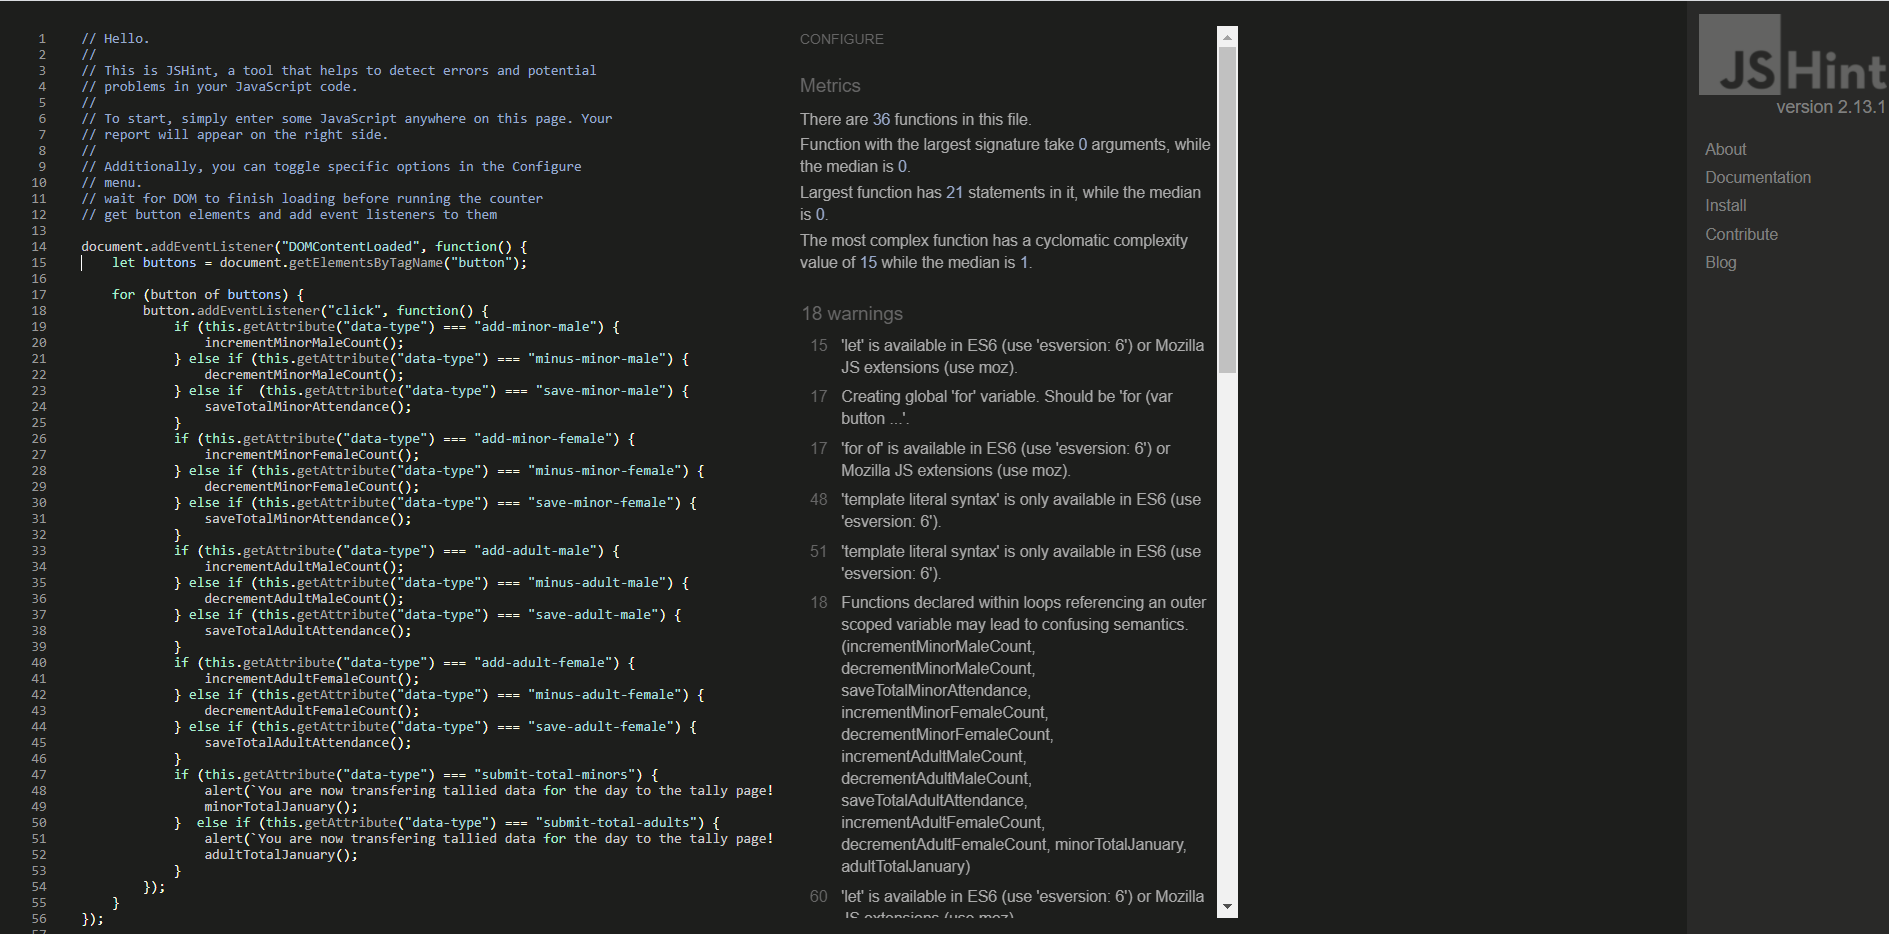 1 // Hello.
2 //
3 // This is JSHint, a tool that helps to detect errors and potential
4 // problems in your JavaScript code.
5 //
6 // To start, simply enter some JavaScript anywhere on this page. Your
7 // report will appear on the right side.
8 //
9 // Additionally, you can toggle specific options in the Configure
10 // menu.
11 // wait for DOM to finish loading before running the counter
12 // get button elements and add event listeners to them
13
14 document.addEventListener("DOMContentLoaded", function() {
15     let buttons = document.getElementsByTagName("button");
16
17     for (button of buttons) {
18         button.addEventListener("click", function() {
19             if (this.getAttribute("data-type") === "add-minor-male") {
20                 incrementMinorMaleCount();
21             } else if (this.getAttribute("data-type") === "minus-minor-male") {
22                 decrementMinorMaleCount();
23             } else if  (this.getAttribute("data-type") === "save-minor-male") {
24                 saveTotalMinorAttendance();
25             }
26             if (this.getAttribute("data-type") === "add-minor-female") {
27                 incrementMinorFemaleCount();
28             } else if (this.getAttribute("data-type") === "minus-minor-female") {
29                 decrementMinorFemaleCount();
30             } else if (this.getAttribute("data-type") === "save-minor-female") {
31                 saveTotalMinorAttendance();
32             }
33             if (this.getAttribute("data-type") === "add-adult-male") {
34                 incrementAdultMaleCount();
35             } else if (this.getAttribute("data-type") === "minus-adult-male") {
36                 decrementAdultMaleCount();
37             } else if (this.getAttribute("data-type") === "save-adult-male") {
38                 saveTotalAdultAttendance();
39             }
40             if (this.getAttribute("data-type") === "add-adult-female") {
41                 incrementAdultFemaleCount();
42             } else if (this.getAttribute("data-type") === "minus-adult-female") {
43                 decrementAdultFemaleCount();
44             } else if (this.getAttribute("data-type") === "save-adult-female") {
45                 saveTotalAdultAttendance();
46             }
47             if (this.getAttribute("data-type") === "submit-total-minors") {
48                 alert(`You are now transfering tallied data for the day to the tally page!
49                 minorTotalJanuary();
50             }  else if (this.getAttribute("data-type") === "submit-total-adults") {
51                 alert(`You are now transfering tallied data for the day to the tally page!
52                 adultTotalJanuary();
53             }
54         });
55     }
56 });
57
CONFIGURE
Metrics
There are 36 functions in this file.
Function with the largest signature take 0 arguments, while
the median is 0.
Largest function has 21 statements in it, while the median
is 0.
The most complex function has a cyclomatic complexity
value of 15 while the median is 1.
18 warnings
15 'let' is available in ES6 (use 'esversion: 6') or Mozilla
JS extensions (use moz).
17 Creating global 'for' variable. Should be 'for (var
button ...'.
17 'for of' is available in ES6 (use 'esversion: 6') or
Mozilla JS extensions (use moz).
48 'template literal syntax' is only available in ES6 (use
'esversion: 6').
51 'template literal syntax' is only available in ES6 (use
'esversion: 6').
18 Functions declared within loops referencing an outer
scoped variable may lead to confusing semantics.
(incrementMinorMaleCount,
decrementMinorMaleCount,
saveTotalMinorAttendance,
incrementMinorFemaleCount,
decrementMinorFemaleCount,
incrementAdultMaleCount,
decrementAdultMaleCount,
saveTotalAdultAttendance,
incrementAdultFemaleCount,
decrementAdultFemaleCount, minorTotalJanuary,
adultTotalJanuary)
60 'let' is available in ES6 (use 'esversion: 6') or Mozilla
JS extensions (use moz)
JSHint
version 2.13.1
About
Documentation
Install
Contribute
Blog